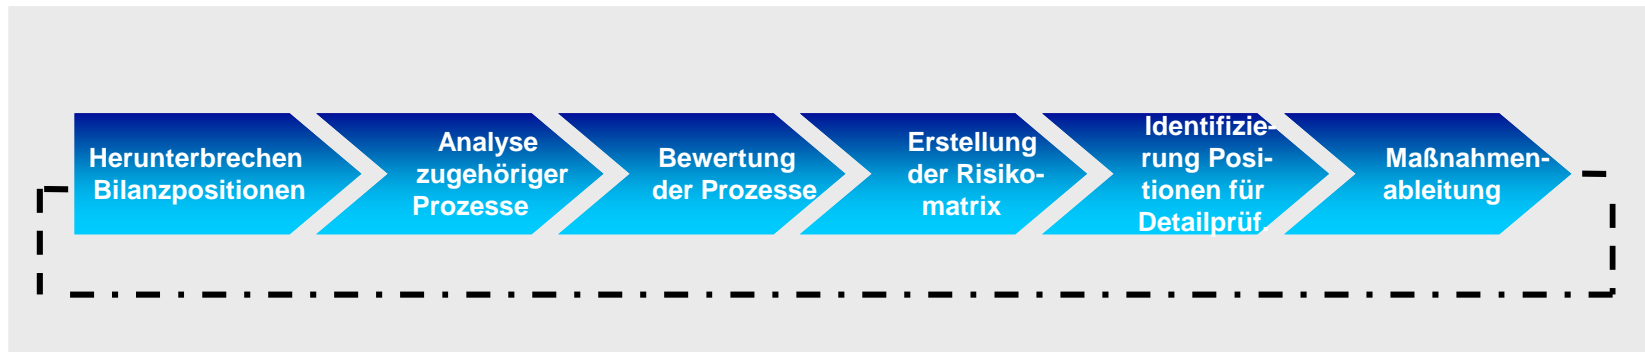 Herunterbrechen
Bilanzpositionen
Analyse
zugehöriger
Prozesse
Bewertung
der Prozesse
Erstellung
der Risiko-
matrix
Identifizie-
rung Posi-
tionen für
Detailprüf.
Maßnahmen-
ableitung